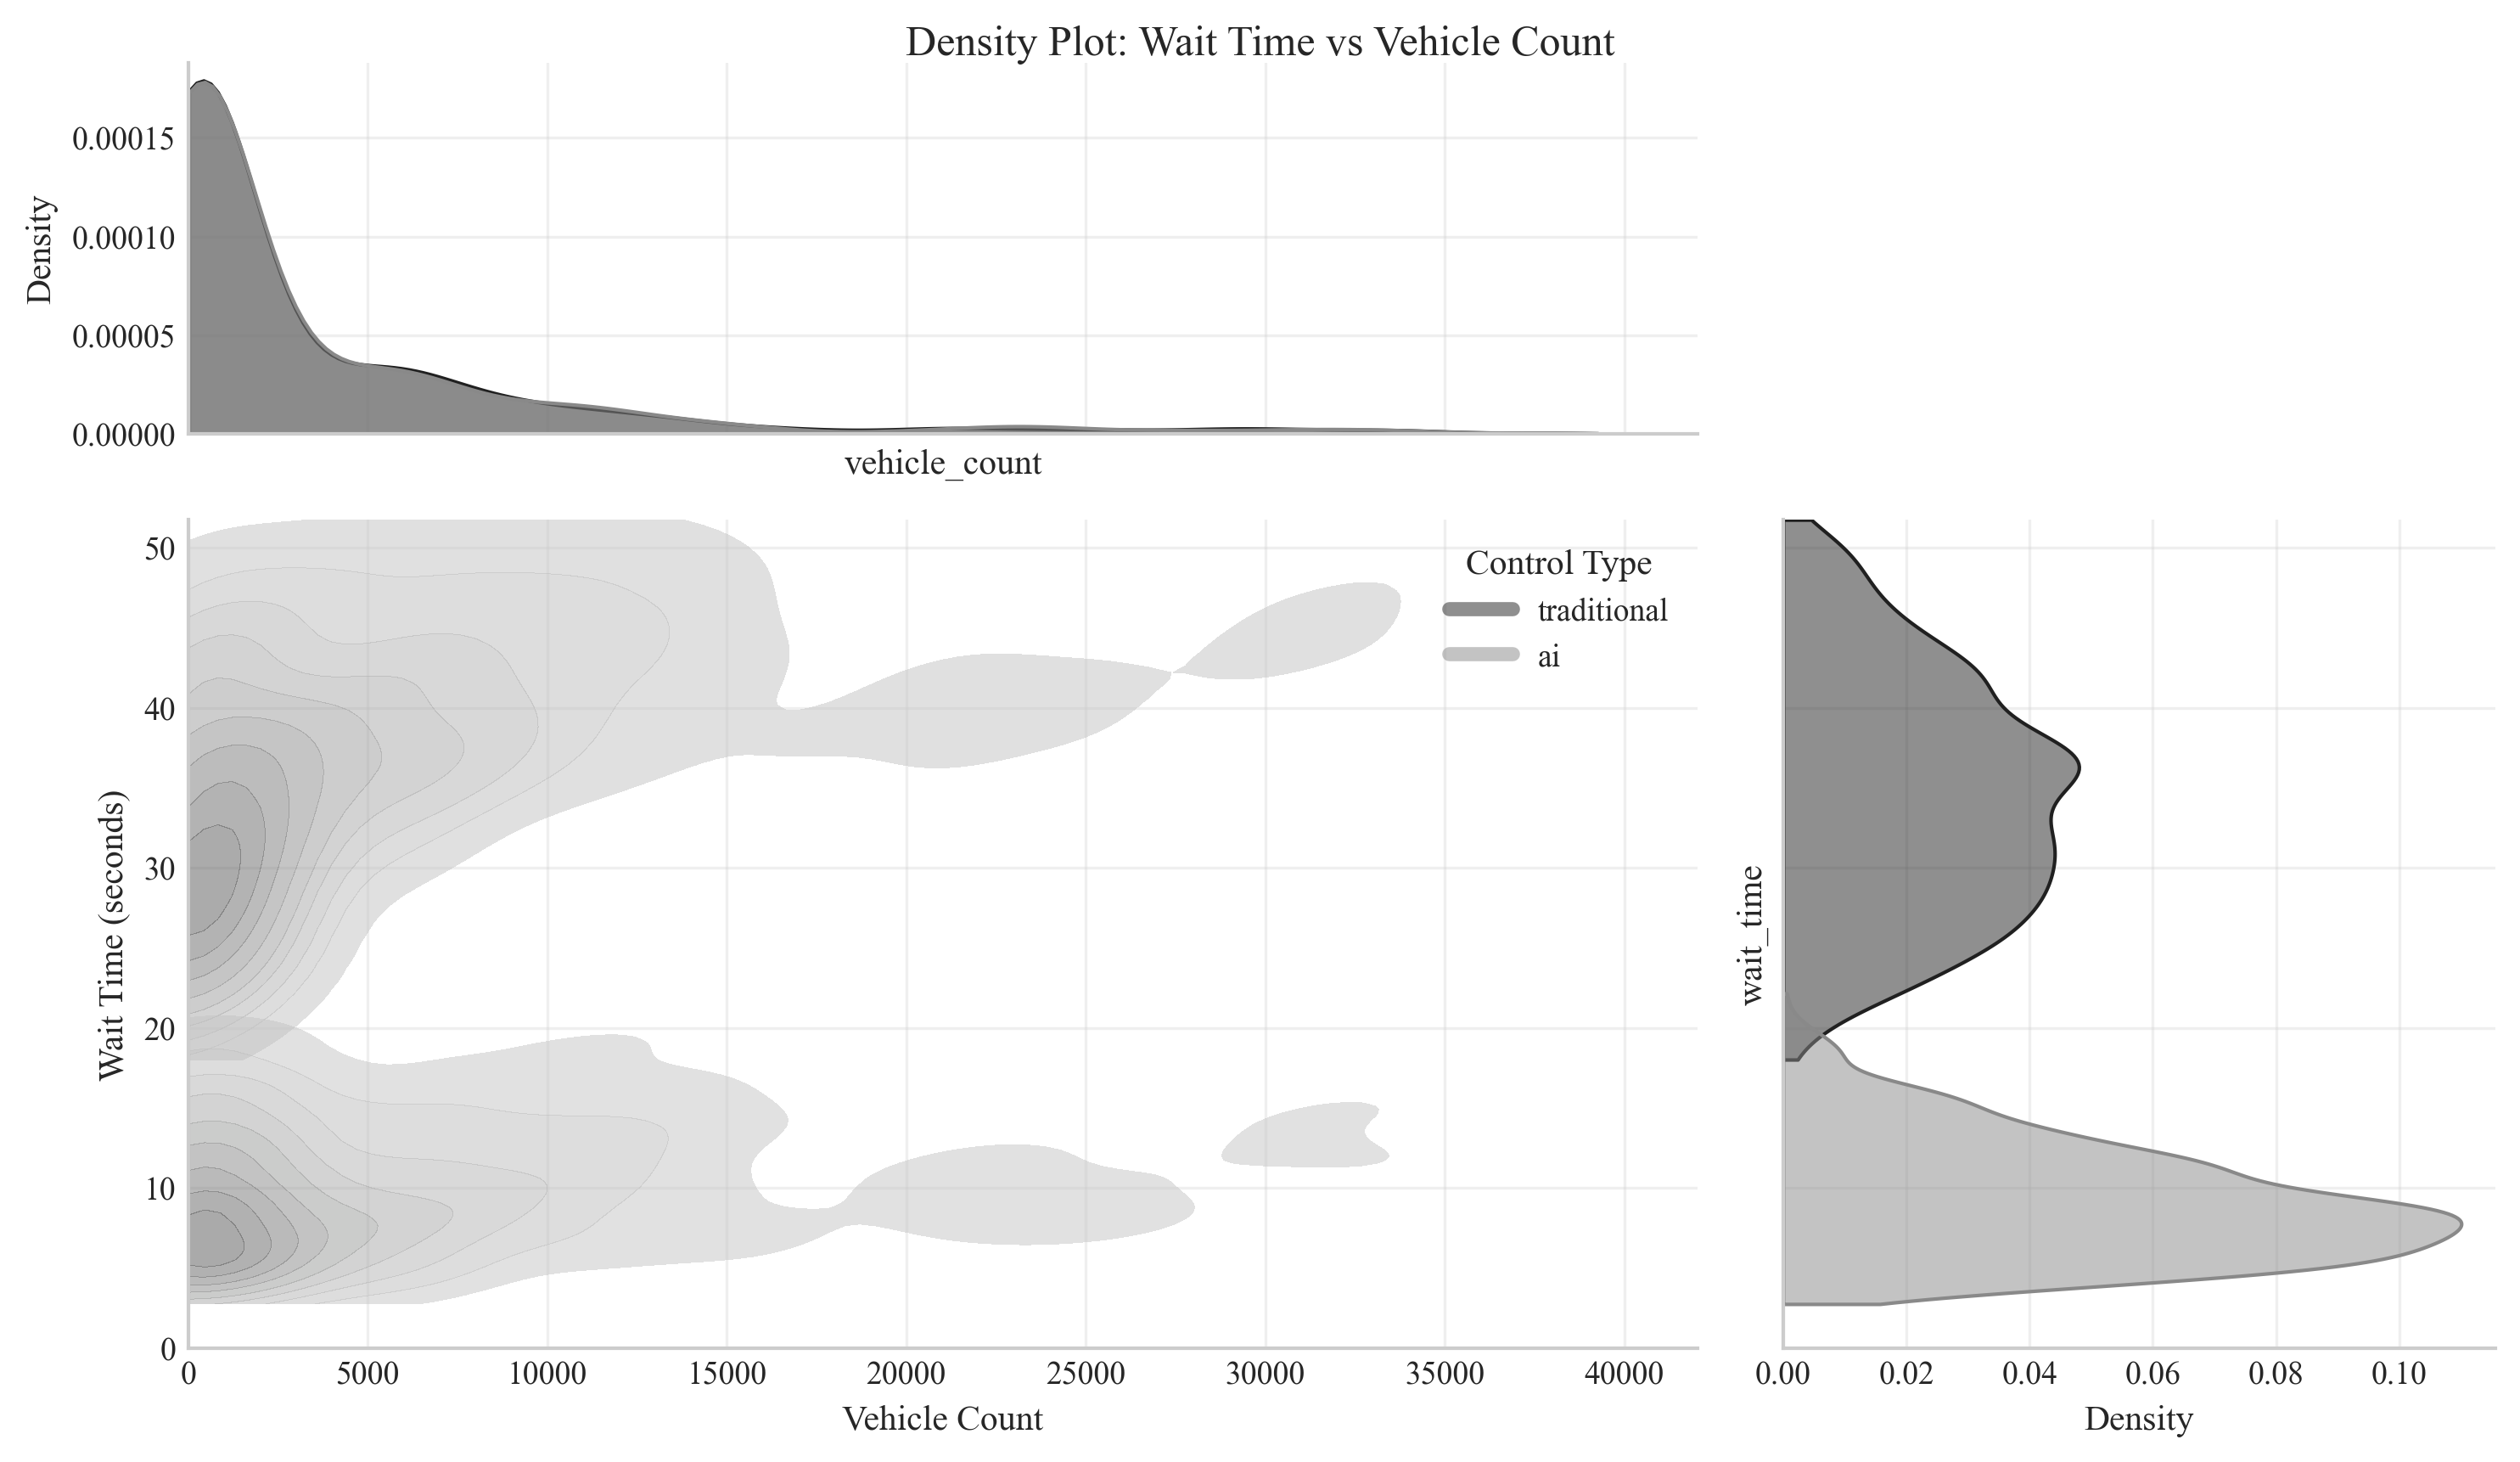 Density Plot: Wait Time vs Vehicle Count
Density
0.00015
0.00010
0.00005
0.00000
vehicle_count
Wait Time (seconds)
50
40
30
20
10
0
Control Type
traditional
ai
0 5000 10000 15000 20000 25000 30000 35000 40000
Vehicle Count
wait_time
0.00 0.02 0.04 0.06 0.08 0.10
Density